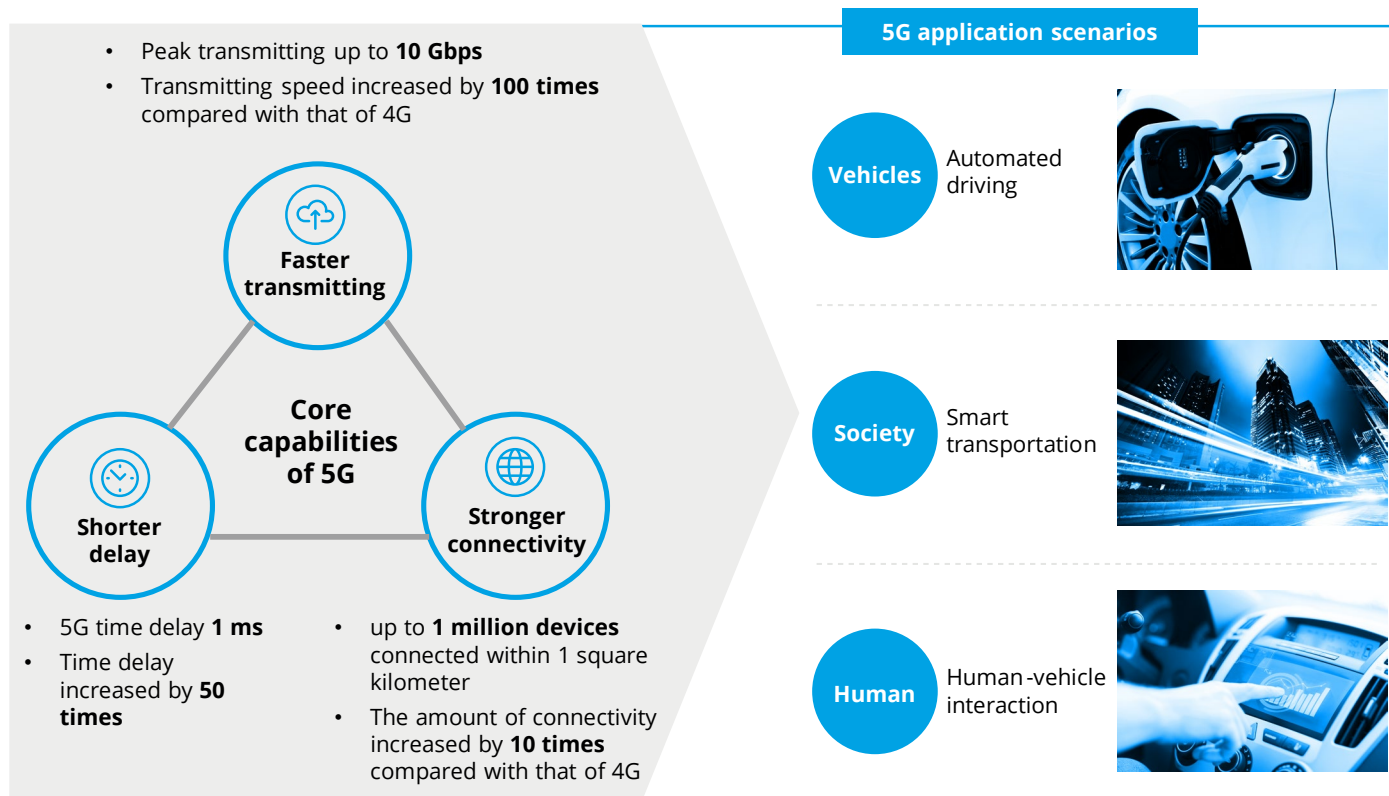 • Peak transmitting up to 10 Gbps
• Transmitting speed increased by 100 times
compared with that of 4G
Faster
transmitting
Core
capabilities
of 5G
Shorter
delay
Stronger
connectivity
• 5G time delay 1 ms
• Time delay
increased by 50
times
• up to 1 million devices
connected within 1 square
kilometer
• The amount of connectivity
increased by 10 times
compared with that of 4G
5G application scenarios
Vehicles
Automated
driving
Society
Smart
transportation
Human
Human-vehicle
interaction